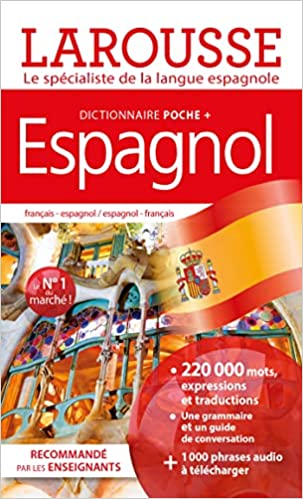 LAROUSSE
Le spécialiste de la langue espagnole
DICTIONNAIRE POCHE +
Espagnol
français - espagnol / espagnol - français
Le N° 1
du
marché !
• 220 000 mots,
expressions
et traductions
• Une grammaire
et un guide
de conversation
+ 1 000 phrases audio
à télécharger
RECOMMANDÉ
PAR LES ENSEIGNANTS